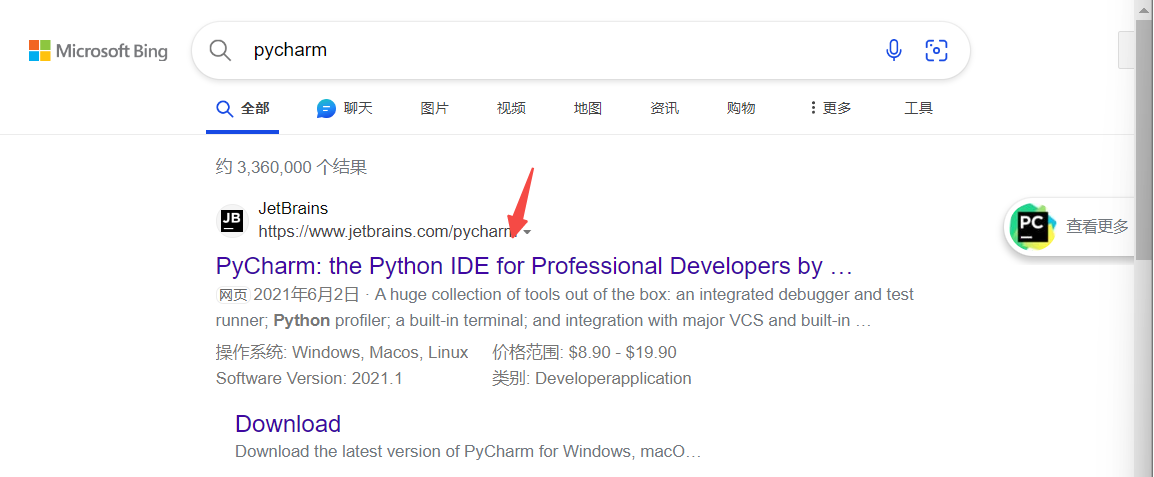 Microsoft Bing
pycharm
全部 聊天 图片 视频 地图 资讯 购物 更多 工具
约 3,360,000 个结果
JB
JetBrains
https://www.jetbrains.com/pycharm
PC 查看更多
PyCharm: the Python IDE for Professional Developers by …
网页 2021年6月2日 · A huge collection of tools out of the box: an integrated debugger and test
runner; Python profiler; a built-in terminal; and integration with major VCS and built-in …
操作系统: Windows, Macos, Linux 价格范围: $8.90 - $19.90
Software Version: 2021.1 类别: Developerapplication
Download
Download the latest version of PyCharm for Windows, macO…